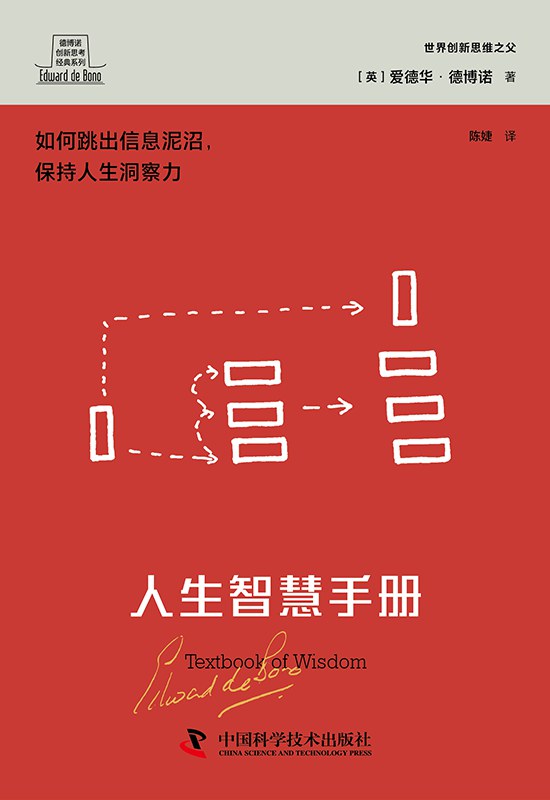 德博诺
创新思考
经典系列
Edward de Bono
世界创新思维之父
[英]爱德华·德博诺 著
如何跳出信息泥沼，
保持人生洞察力
陈婕 译
人生智慧手册
Textbook of Wisdom
Edward de Bono
中国科学技术出版社
CHINA SCIENCE AND TECHNOLOGY PRESS